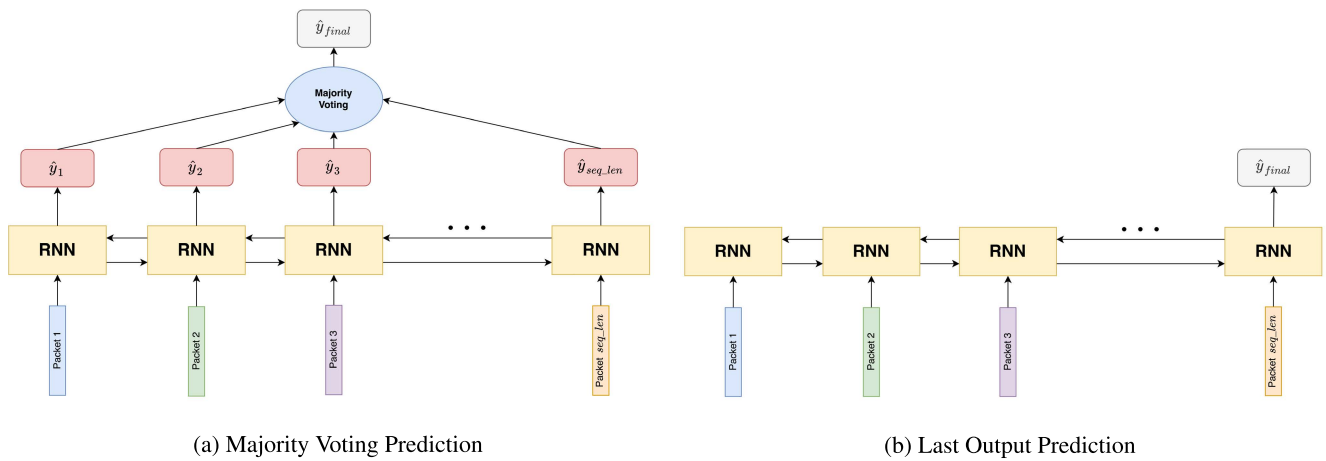 ŷ_final
Majority
Voting
ŷ_1 ŷ_2 ŷ_3 ŷ_seq_len
RNN RNN RNN • • • RNN
Packet 1 Packet 2 Packet 3 Packet seq_len
(a) Majority Voting Prediction
ŷ_final
RNN RNN RNN • • • RNN
Packet 1 Packet 2 Packet 3 Packet seq_len
(b) Last Output Prediction